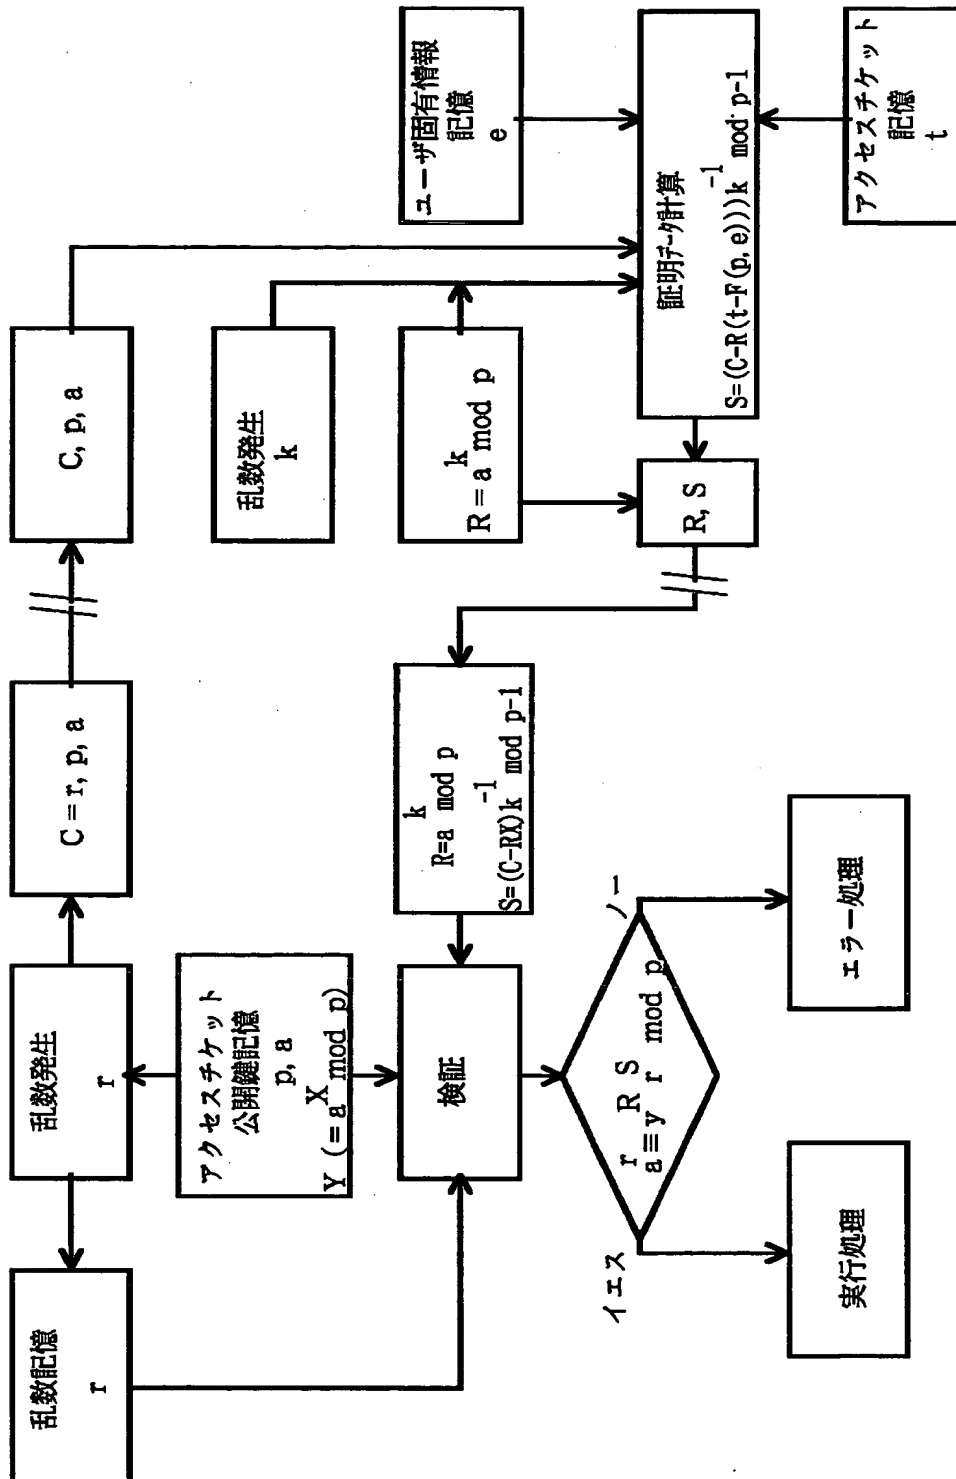 乱数記憶
r
乱数発生
r
C=r, p, a
C, p, a
アクセスチケット
公開鍵記憶
p, a
Y (=a^X mod p)
乱数発生
k
検証
R=a^k mod p
S=(C-RX)k^-1 mod p-1
R=a^k mod p
ユーザ固有情報
記憶
e
イエス
a^r≡y^R r^S mod p
ノー
R, S
証明データ計算
S=(C-R(t-F(p,e)))k^-1 mod p-1
実行処理
エラー処理
アクセスチケット
記憶
t